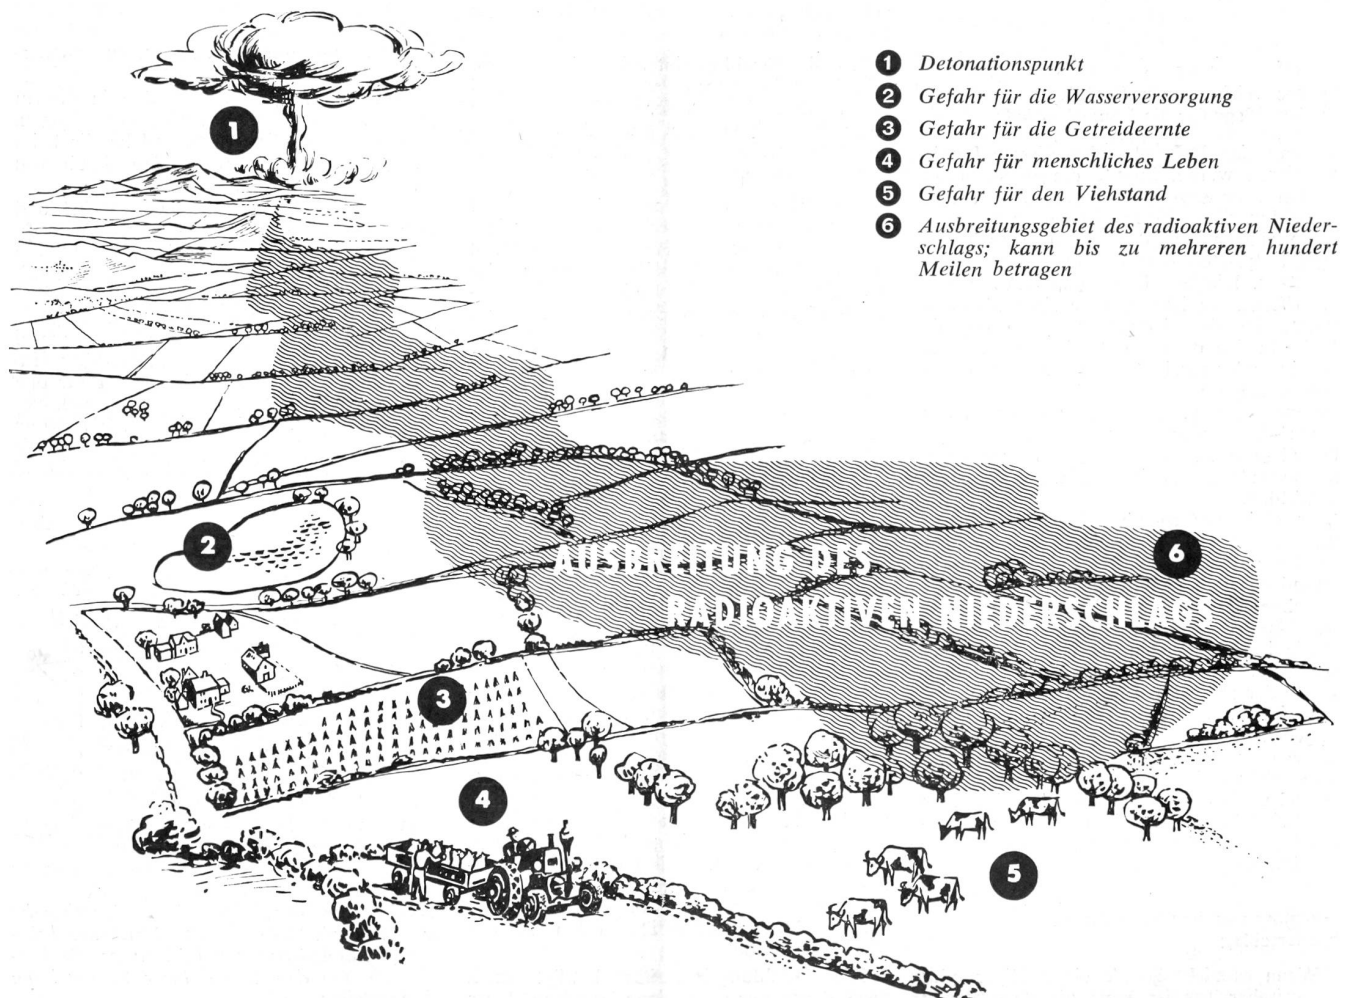 1 Detonationspunkt
2 Gefahr für die Wasserversorgung
3 Gefahr für die Getreideernte
4 Gefahr für menschliches Leben
5 Gefahr für den Viehstand
6 Ausbreitungsgebiet des radioaktiven Nieder-
schlags; kann bis zu mehreren hundert
Meilen betragen
1
2
AUSBREITUNG DES
6
RADIOAKTIVEN NIEDERSCHLAGS
3
4
5